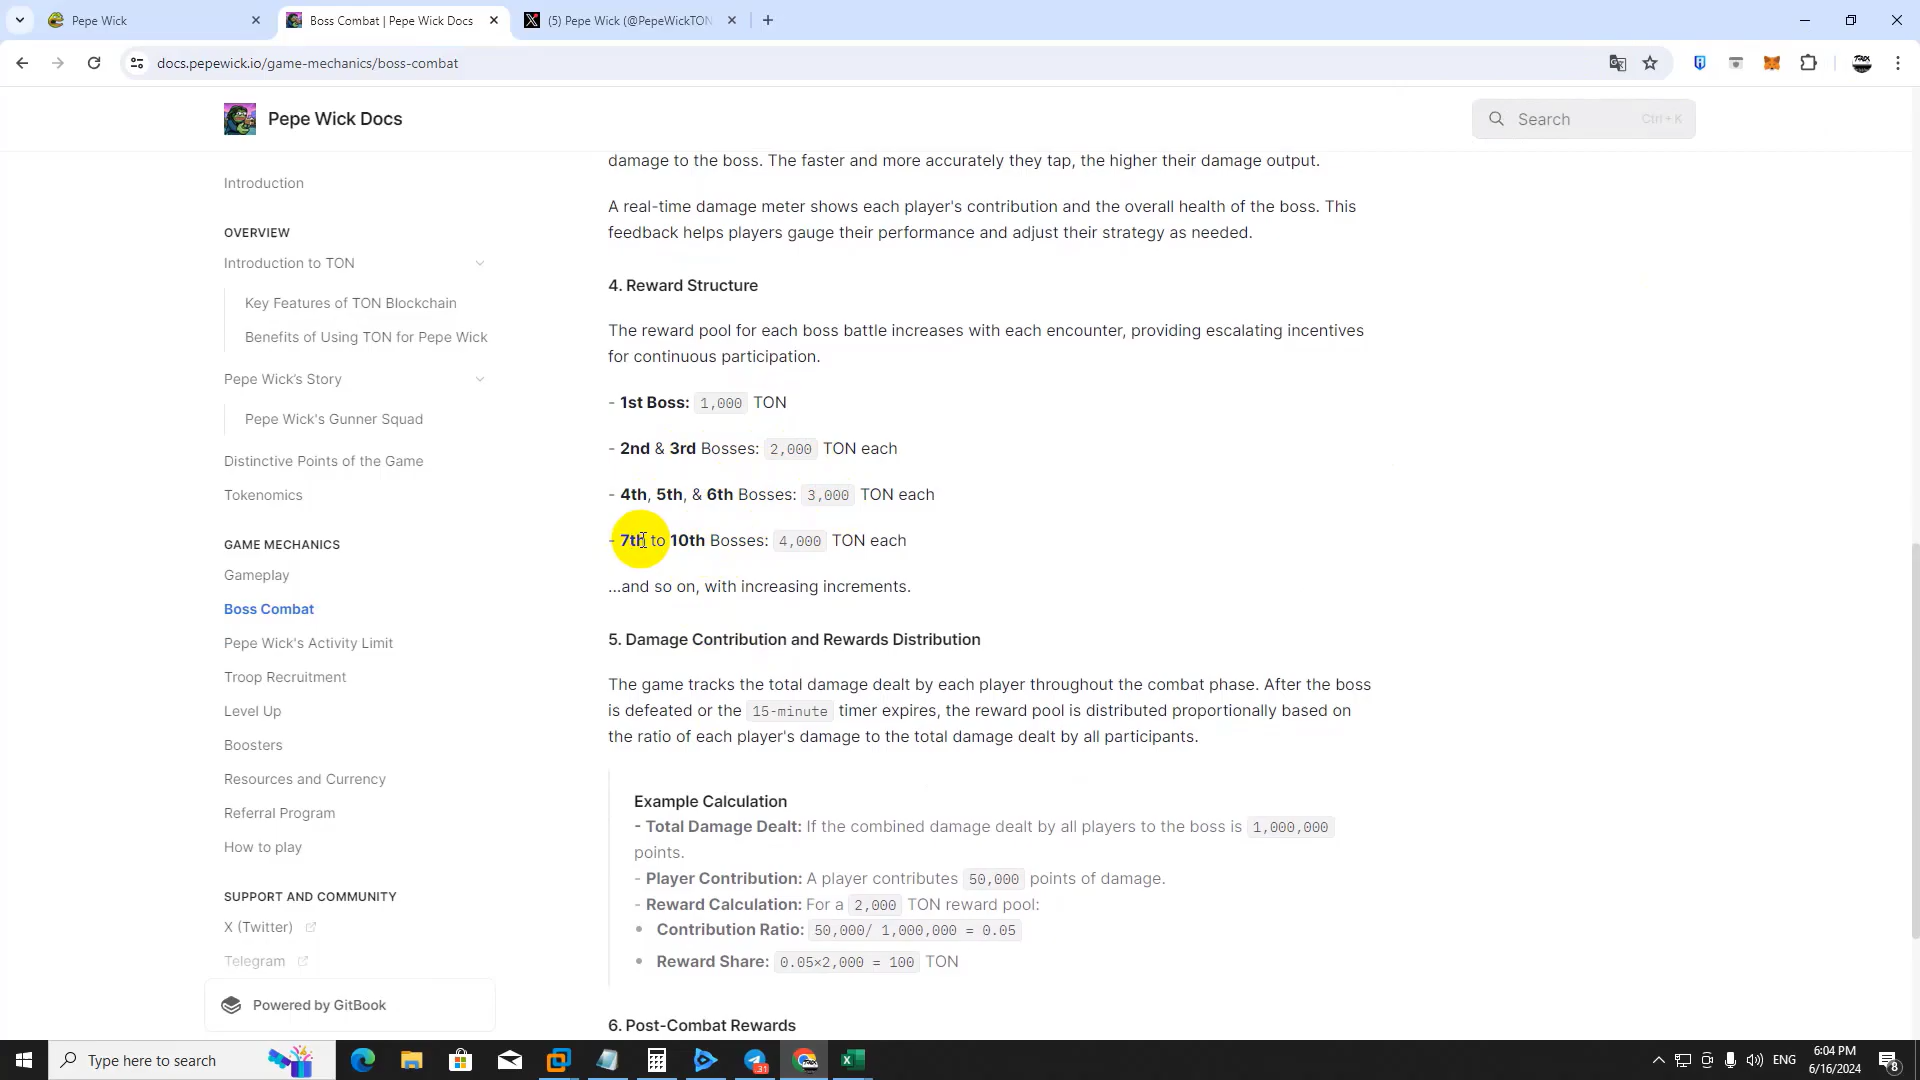 Pepe Wick
Boss Combat | Pepe Wick Docs
(5) Pepe Wick (@PepeWickTON
docs.pepewick.io/game-mechanics/boss-combat
Pepe Wick Docs
Search
Ctrl + K
Introduction
OVERVIEW
Introduction to TON
Key Features of TON Blockchain
Benefits of Using TON for Pepe Wick
Pepe Wick's Story
Pepe Wick's Gunner Squad
Distinctive Points of the Game
Tokenomics
GAME MECHANICS
Gameplay
Boss Combat
Pepe Wick's Activity Limit
Troop Recruitment
Level Up
Boosters
Resources and Currency
Referral Program
How to play
SUPPORT AND COMMUNITY
X (Twitter)
Telegram
Powered by GitBook
damage to the boss. The faster and more accurately they tap, the higher their damage output.
A real-time damage meter shows each player's contribution and the overall health of the boss. This
feedback helps players gauge their performance and adjust their strategy as needed.
4. Reward Structure
The reward pool for each boss battle increases with each encounter, providing escalating incentives
for continuous participation.
- 1st Boss: 1,000 TON
- 2nd & 3rd Bosses: 2,000 TON each
- 4th, 5th, & 6th Bosses: 3,000 TON each
- 7th to 10th Bosses: 4,000 TON each
...and so on, with increasing increments.
5. Damage Contribution and Rewards Distribution
The game tracks the total damage dealt by each player throughout the combat phase. After the boss
is defeated or the 15-minute timer expires, the reward pool is distributed proportionally based on
the ratio of each player's damage to the total damage dealt by all participants.
Example Calculation
- Total Damage Dealt: If the combined damage dealt by all players to the boss is 1,000,000
points.
- Player Contribution: A player contributes 50,000 points of damage.
- Reward Calculation: For a 2,000 TON reward pool:
• Contribution Ratio: 50,000/ 1,000,000 = 0.05
• Reward Share: 0.05×2,000 = 100 TON
6. Post-Combat Rewards
Type here to search
31
ENG
6:04 PM
6/16/2024
8